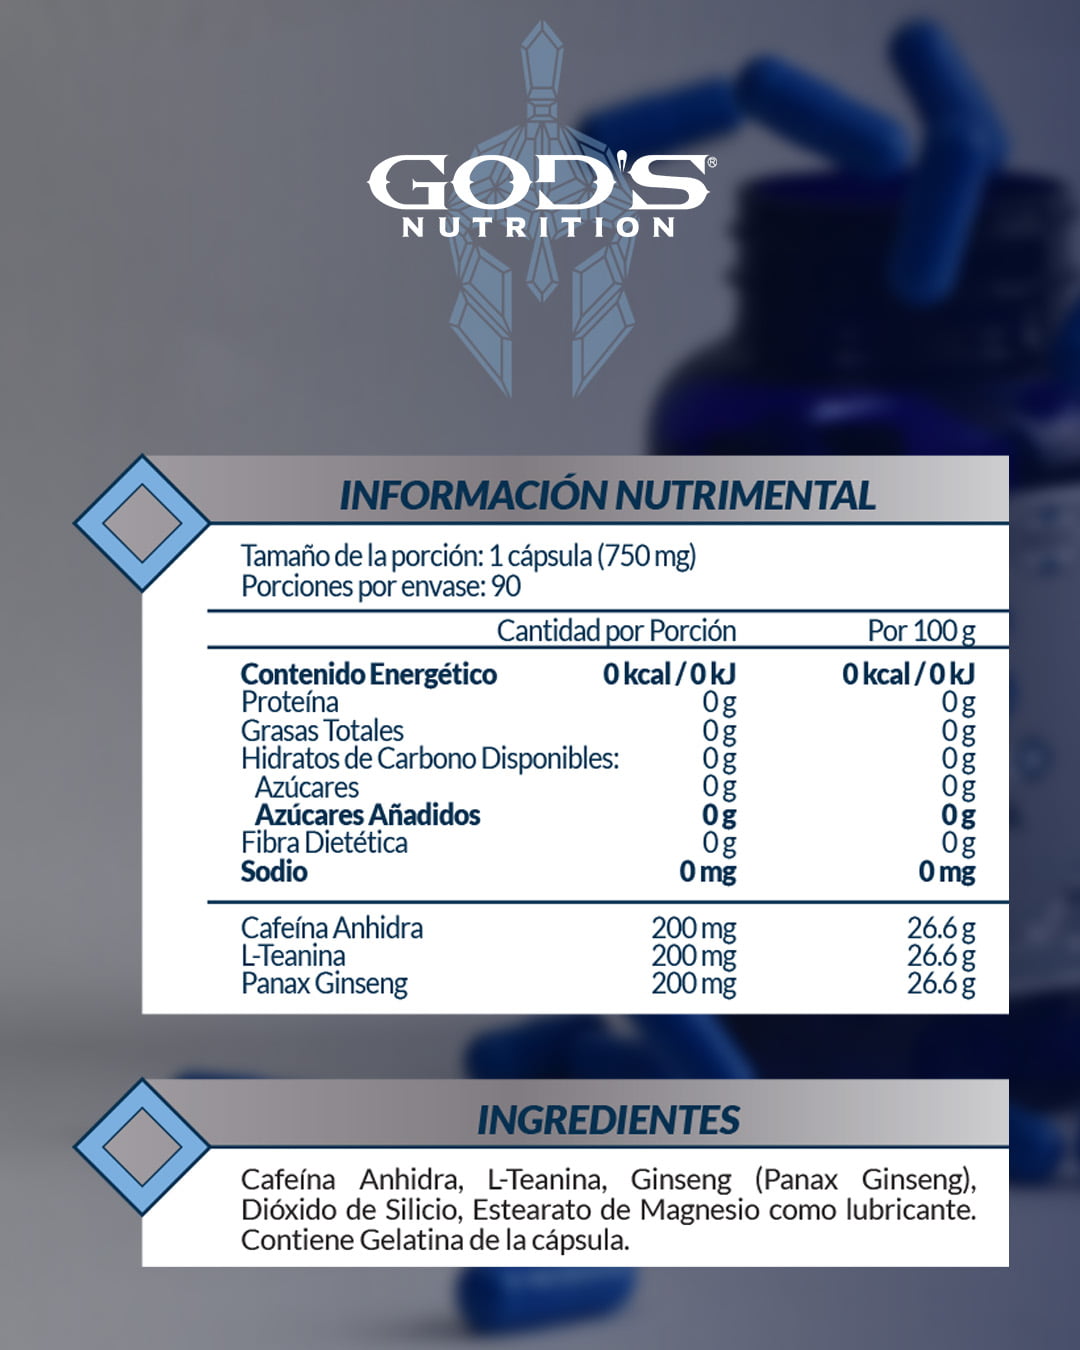 GOD'S®
NUTRITION
INFORMACIÓN NUTRIMENTAL
Tamaño de la porción: 1 cápsula (750 mg)
Porciones por envase: 90
Cantidad por Porción Por 100 g
Contenido Energético 0 kcal / 0 kJ 0 kcal / 0 kJ
Proteína 0 g 0 g
Grasas Totales 0 g 0 g
Hidratos de Carbono Disponibles: 0 g 0 g
Azúcares 0 g 0 g
Azúcares Añadidos 0 g 0 g
Fibra Dietética 0 g 0 g
Sodio 0 mg 0 mg
Cafeína Anhidra 200 mg 26.6 g
L-Teanina 200 mg 26.6 g
Panax Ginseng 200 mg 26.6 g
INGREDIENTES
Cafeína Anhidra, L-Teanina, Ginseng (Panax Ginseng),
Dióxido de Silicio, Estearato de Magnesio como lubricante.
Contiene Gelatina de la cápsula.